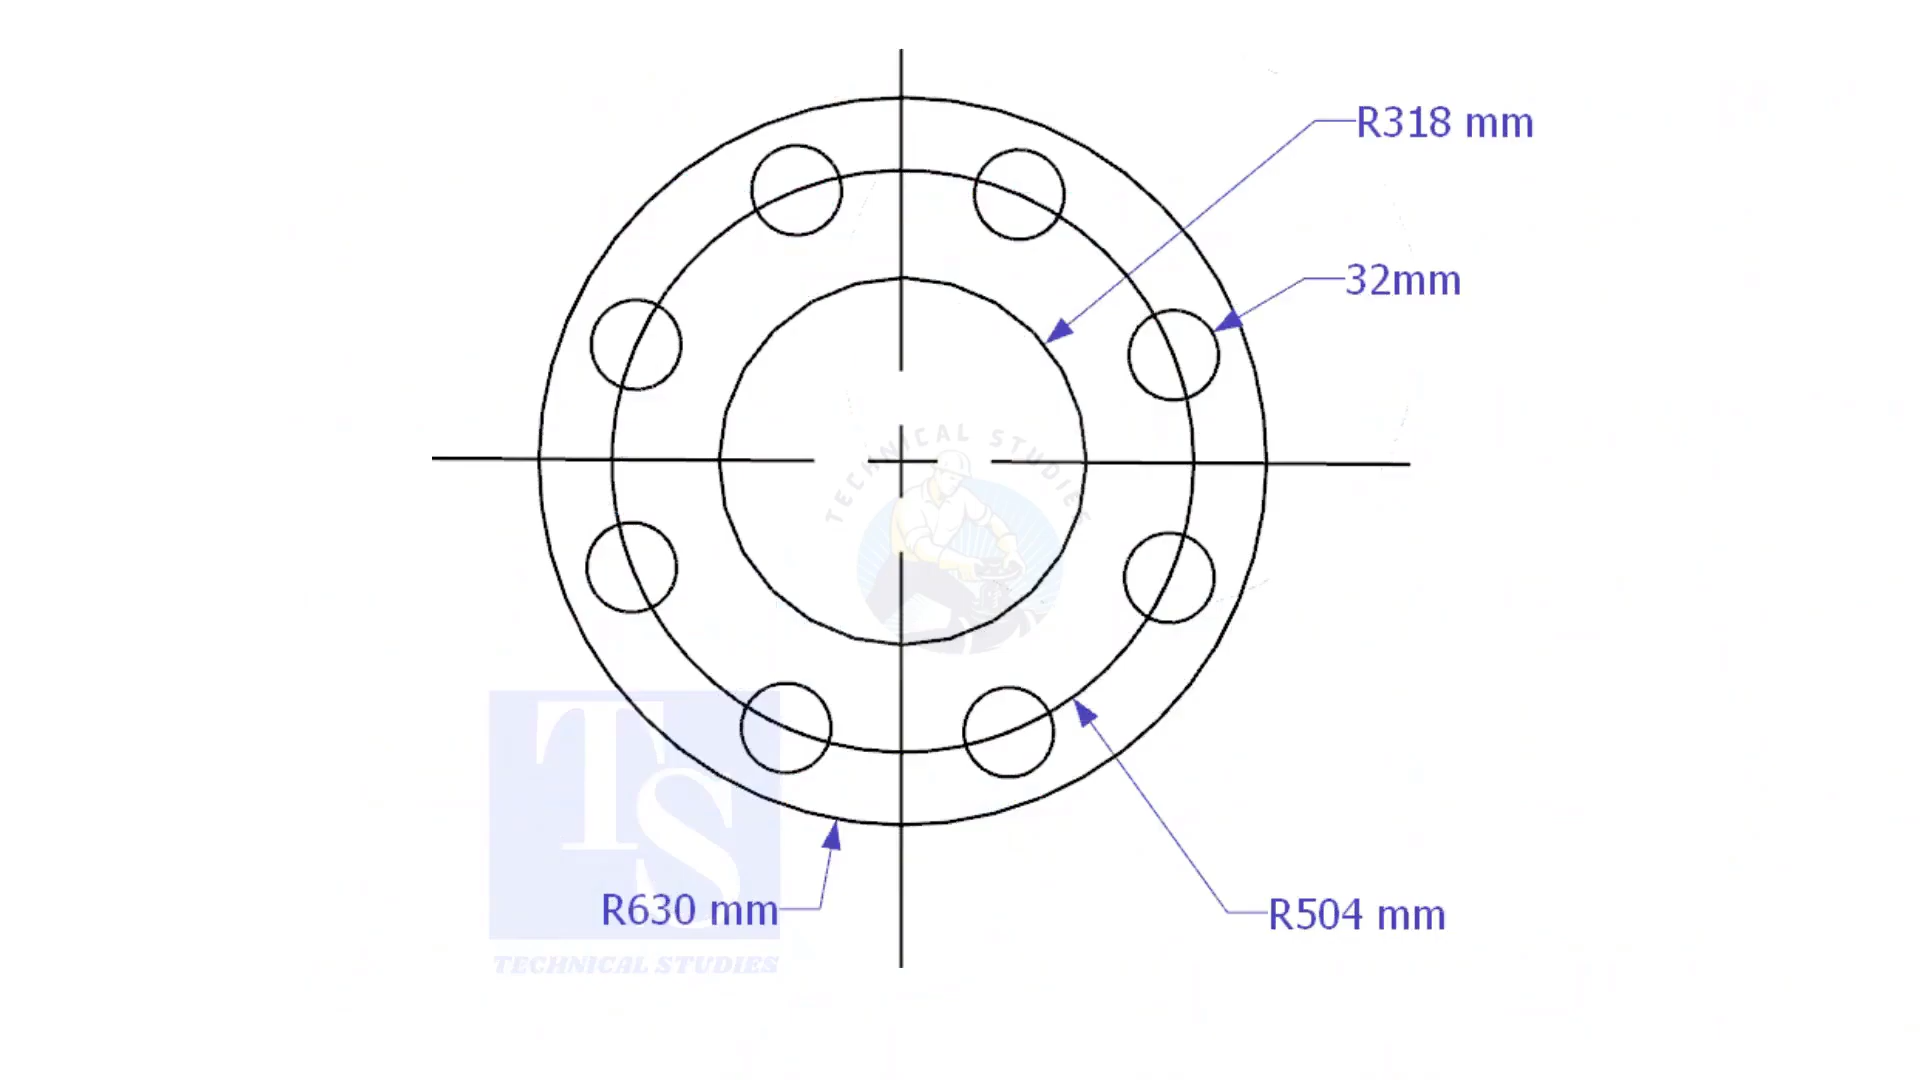 R318 mm
32mm
TECHNICAL STUDIES
TS
R630 mm
R504 mm
TECHNICAL STUDIES